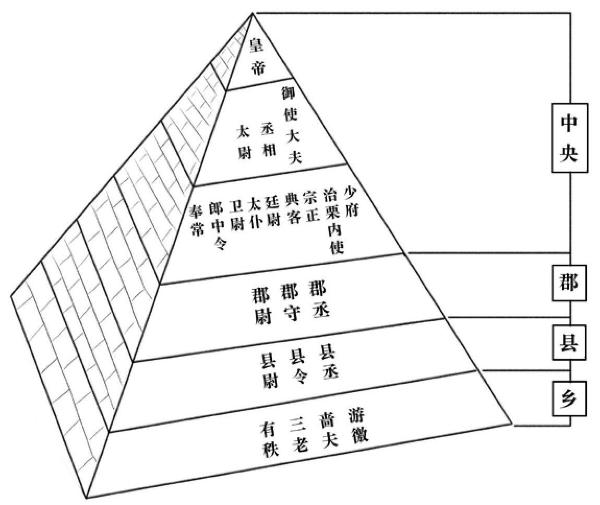 皇帝
太尉
丞相
御使大夫
奉常
郎中令
卫尉
太仆
廷尉
典客
宗正
治栗内使
少府
郡尉
郡守
郡丞
县尉
县令
县丞
有秩
三老
啬夫
游徽
中央
郡
县
乡